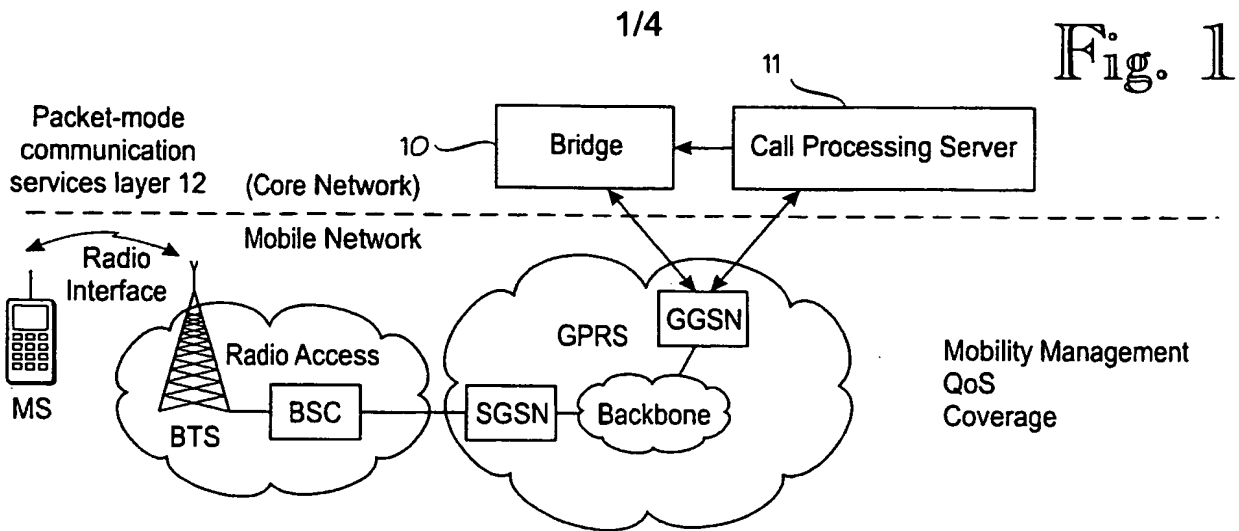 1/4
Fig. 1
11
Packet-mode
communication
services layer 12
(Core Network)
10
Bridge
Call Processing Server
Mobile Network
Radio
Interface
MS
BTS
Radio Access
BSC
GPRS
SGSN
Backbone
GGSN
Mobility Management
QoS
Coverage